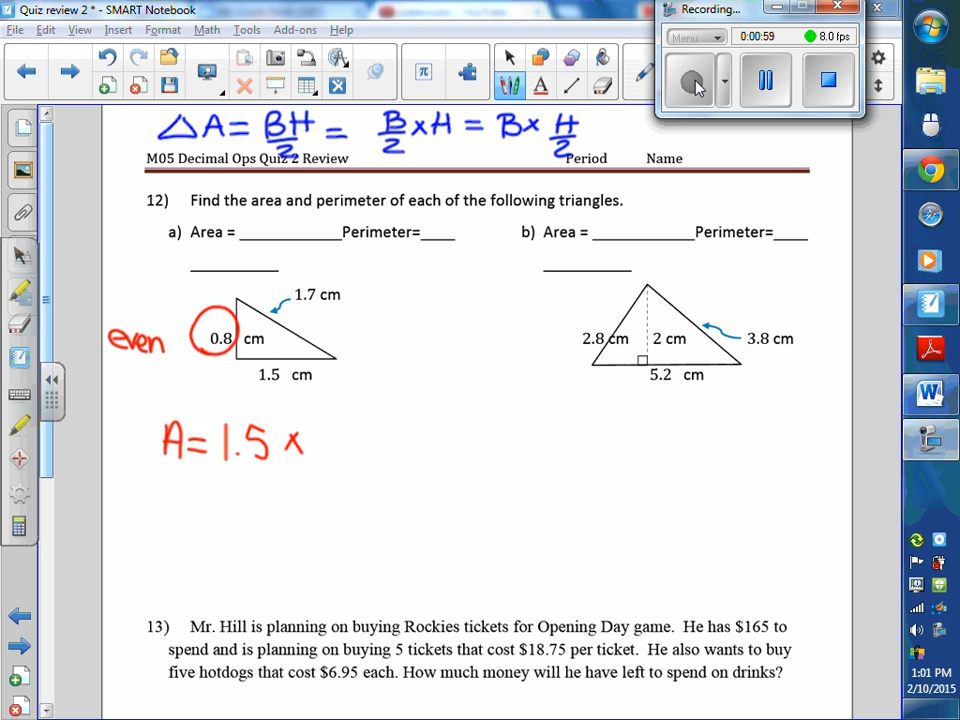 Quiz review 2 * - SMART Notebook
Recording...
File Edit View Insert Format Math Tools Add-ons Help
Menu 0:00:59 8.0 fps
△ A = BH/2 = B/2 x H = B x H/2
M05 Decimal Ops Quiz 2 Review Period Name
12) Find the area and perimeter of each of the following triangles.
a) Area = ____________Perimeter=____ b) Area = ____________Perimeter=____
1.7 cm
even 0.8 cm 2.8 cm 2 cm 3.8 cm
1.5 cm 5.2 cm
A = 1.5 x
13) Mr. Hill is planning on buying Rockies tickets for Opening Day game. He has $165 to
spend and is planning on buying 5 tickets that cost $18.75 per ticket. He also wants to buy
five hotdogs that cost $6.95 each. How much money will he have left to spend on drinks?
1:01 PM
2/10/2015